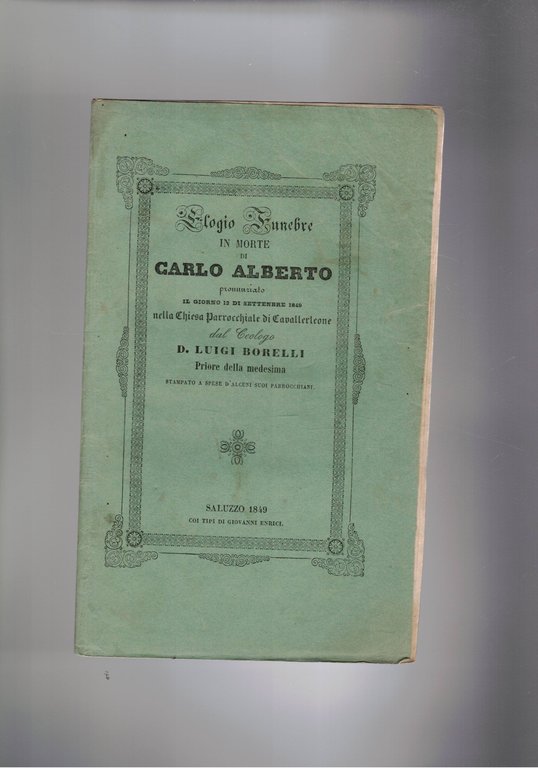 Elogio Funebre
IN MORTE
DI
CARLO ALBERTO
pronunziato
IL GIORNO 12 DI SETTEMBRE 1849
nella Chiesa Parrocchiale di Cavallerleone
dal Teologo
D. LUIGI BORELLI
Priore della medesima
STAMPATO A SPESE D'ALCUNI SUOI PARROCCHIANI.
SALUZZO 1849
COI TIPI DI GIOVANNI ENRICI.